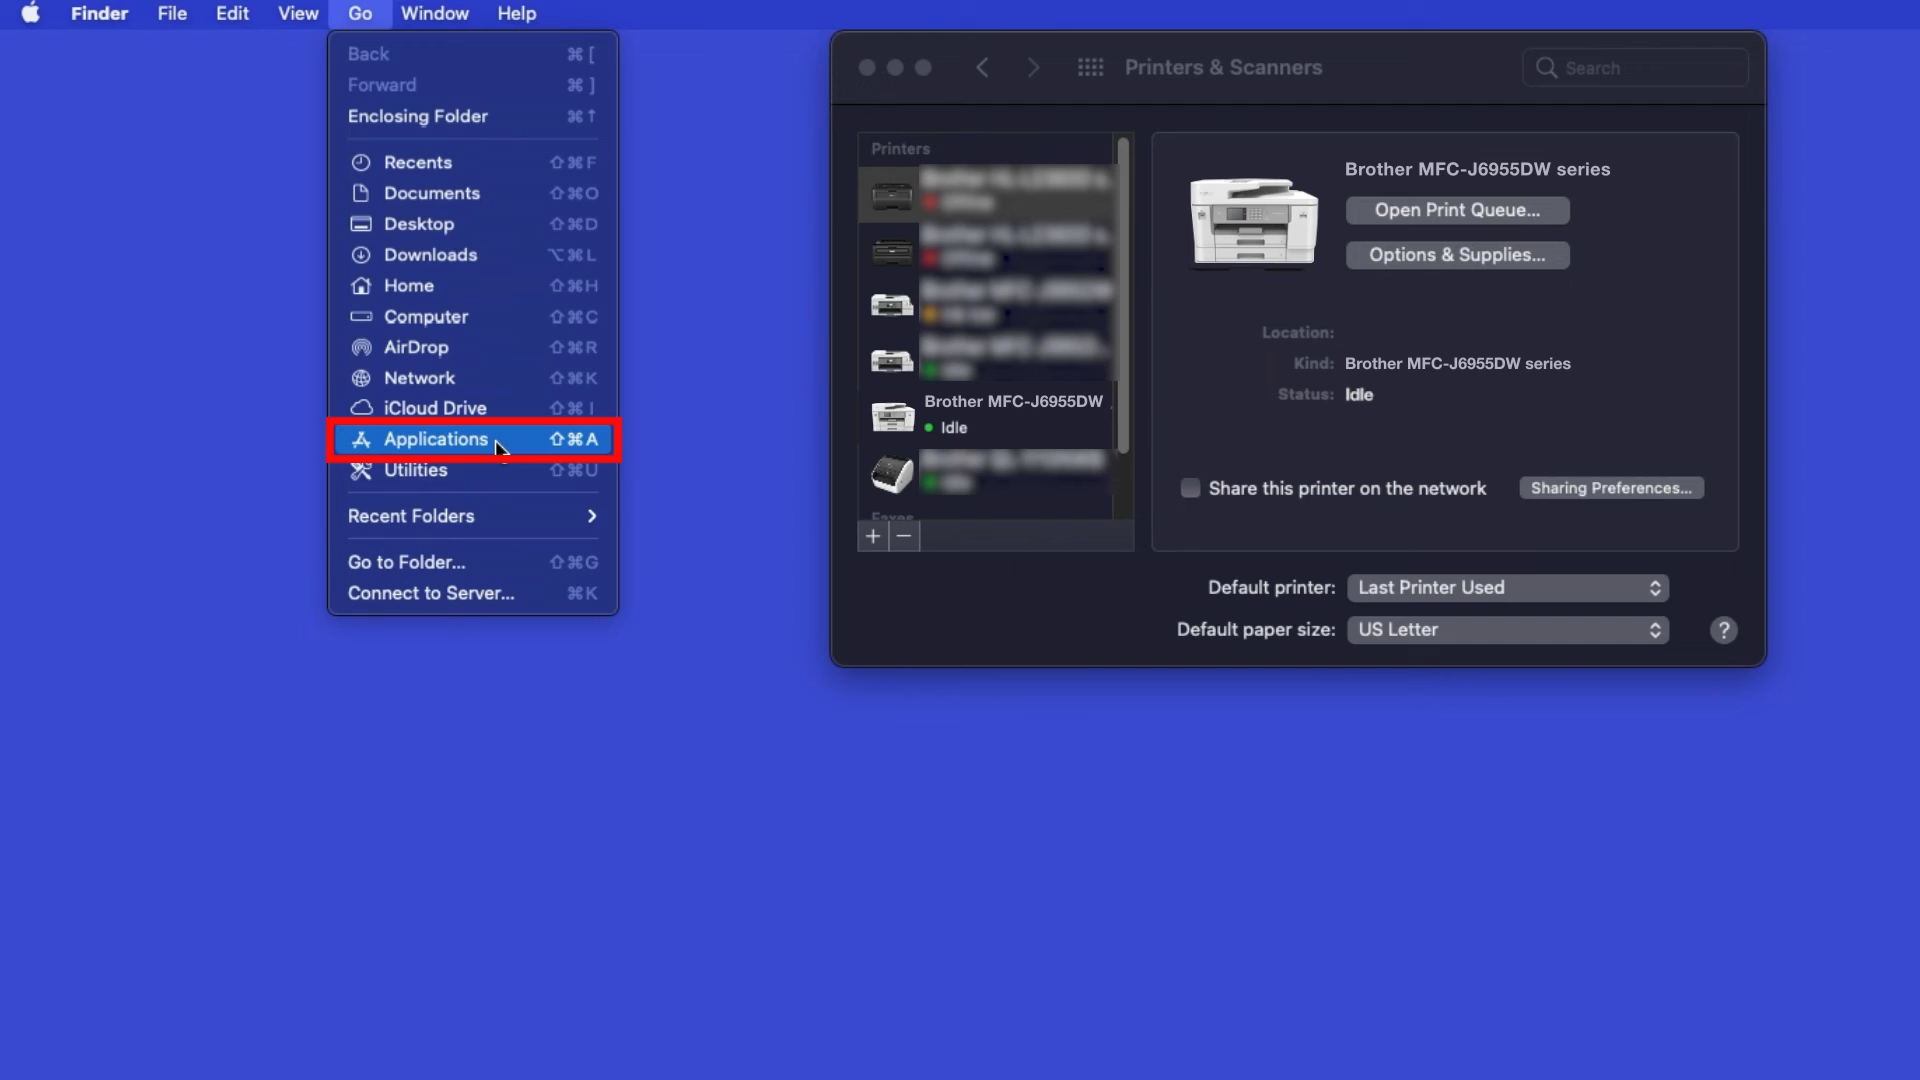 Finder File Edit View Go Window Help
Back ⌘ [
Forward ⌘ ]
Enclosing Folder ⌘↑
Recents ⇧⌘F
Documents ⇧⌘O
Desktop ⇧⌘D
Downloads ⌥⌘L
Home ⇧⌘H
Computer ⇧⌘C
AirDrop ⇧⌘R
Network ⇧⌘K
iCloud Drive ⇧⌘I
Applications ⇧⌘A
Utilities ⇧⌘U
Recent Folders
Go to Folder... ⇧⌘G
Connect to Server... ⌘K
Printers & Scanners
Search
Printers
Brother MFC-J6955DW
Idle
Faxes
+ −
Brother MFC-J6955DW series
Open Print Queue...
Options & Supplies...
Location:
Kind: Brother MFC-J6955DW series
Status: Idle
Share this printer on the network
Sharing Preferences...
Default printer: Last Printer Used
Default paper size: US Letter
?